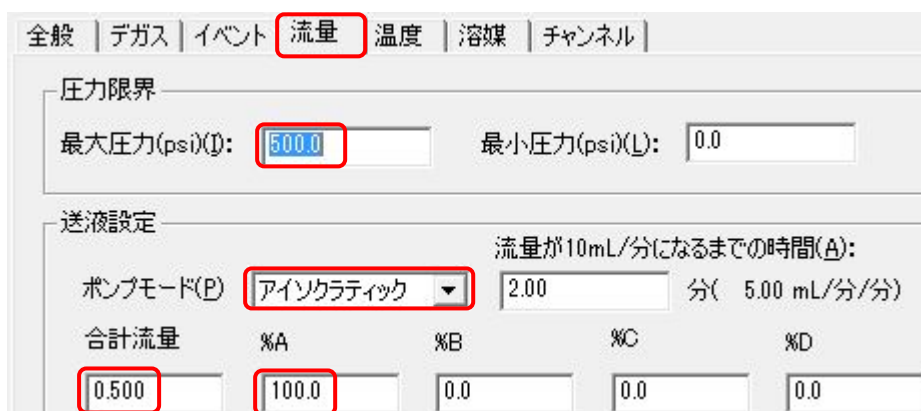 全般 デガス イベント 流量 温度 溶媒 チャンネル
圧力限界
最大圧力(psi)(I): 500.0 最小圧力(psi)(L): 0.0
送液設定
流量が10mL/分になるまでの時間(A):
ポンプモード(P) アイソクラティック 2.00 分( 5.00 mL/分/分)
合計流量 %A %B %C %D
0.500 100.0 0.0 0.0 0.0